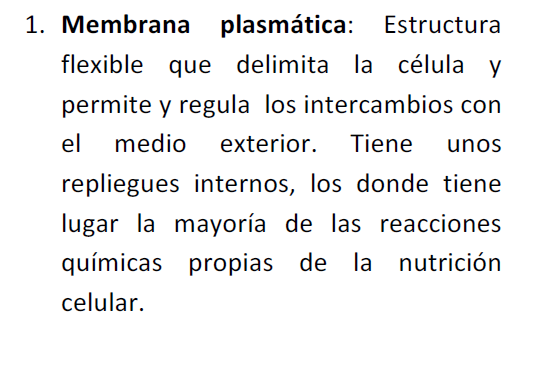 1. Membrana plasmática: Estructura
flexible que delimita la célula y
permite y regula los intercambios con
el medio exterior. Tiene unos
repliegues internos, los donde tiene
lugar la mayoría de las reacciones
químicas propias de la nutrición
celular.